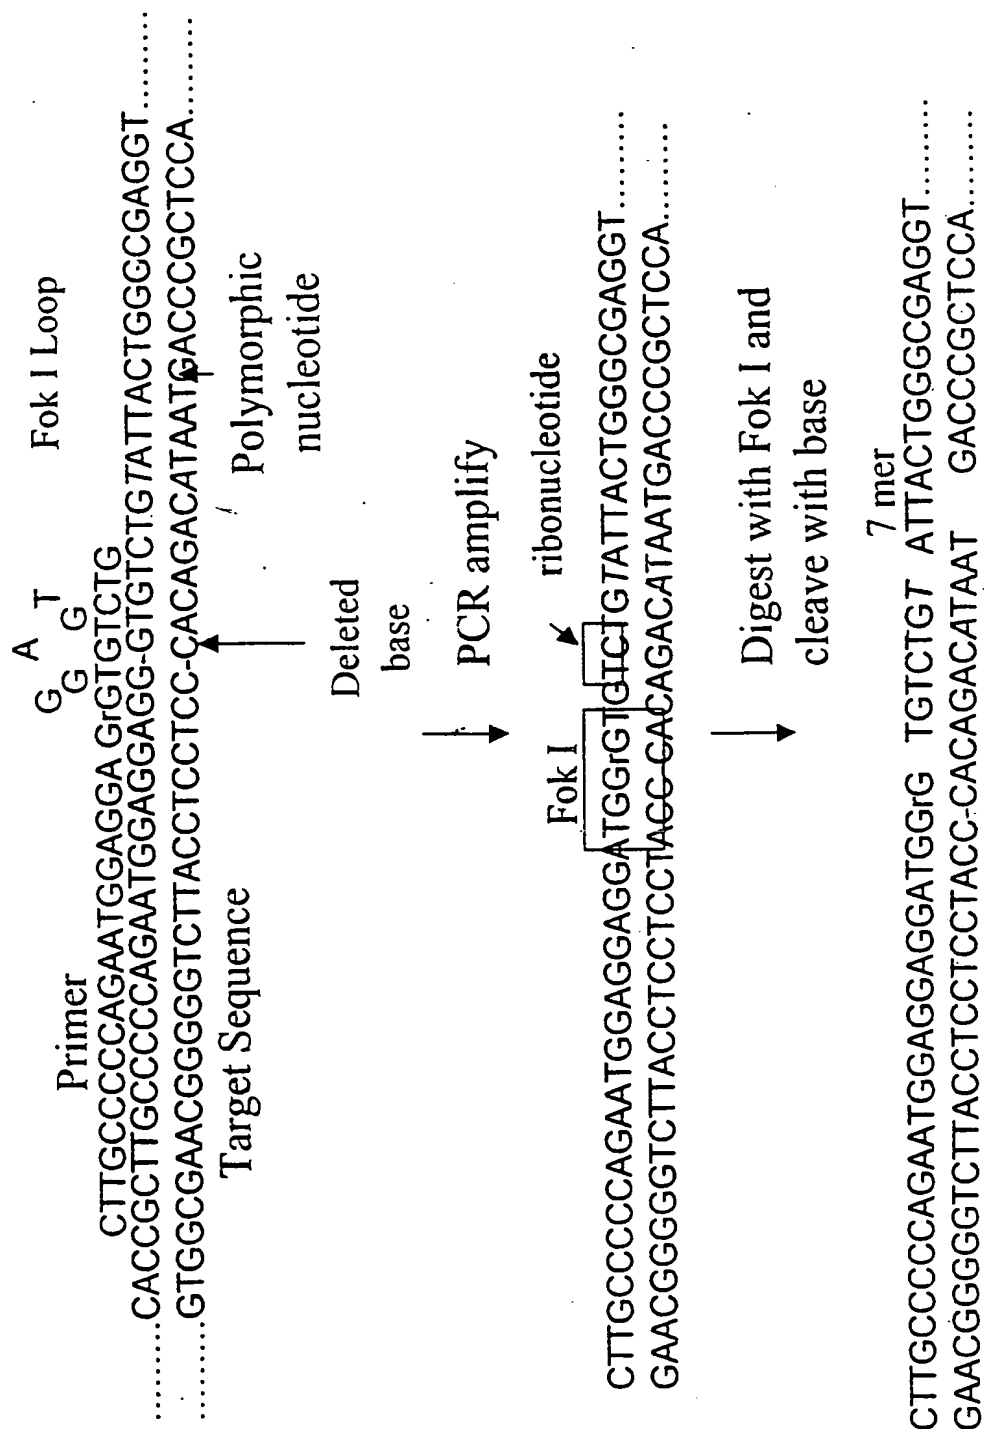 Primer
Fok I Loop
G A T
G G
CTTGCCCCCAGAATGGAGGA GrGTGTCTG
.........CACCGCTTGCCCCCAGAATGGAGGAGG-GTGTCTGTATTACTGGGCGAGGT.........
.........GTGGCGAACGGGGGTCTTACCTCCTCC-CACAGACATAATGACCCGCTCCA.........
Target Sequence
Deleted
base
Polymorphic
nucleotide
PCR amplify
Fok I
ribonucleotide
CTTGCCCCCAGAATGGAGGAGGATGGrGTGTCTGTATTACTGGGCGAGGT.........
GAACGGGGGTCTTACCTCCTCCTACC-CACAGACATAATGACCCGCTCCA.........
Digest with Fok I and
cleave with base
7 mer
CTTGCCCCCAGAATGGAGGAGGATGGrG TGTCTGT ATTACTGGGCGAGGT.........
GAACGGGGGTCTTACCTCCTCCTACC-CACAGACATAAT GACCCGCTCCA.........